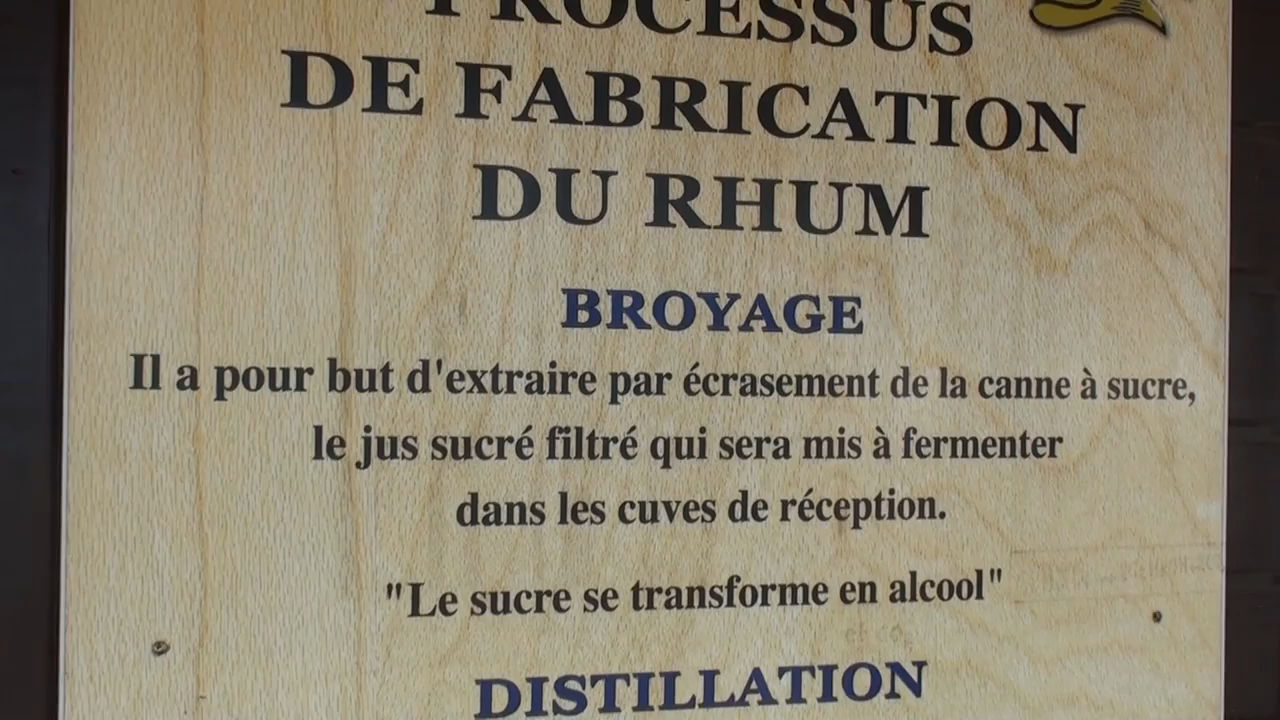 PROCESSUS
DE FABRICATION
DU RHUM
BROYAGE
Il a pour but d'extraire par écrasement de la canne à sucre,
le jus sucré filtré qui sera mis à fermenter
dans les cuves de réception.
"Le sucre se transforme en alcool"
DISTILLATION